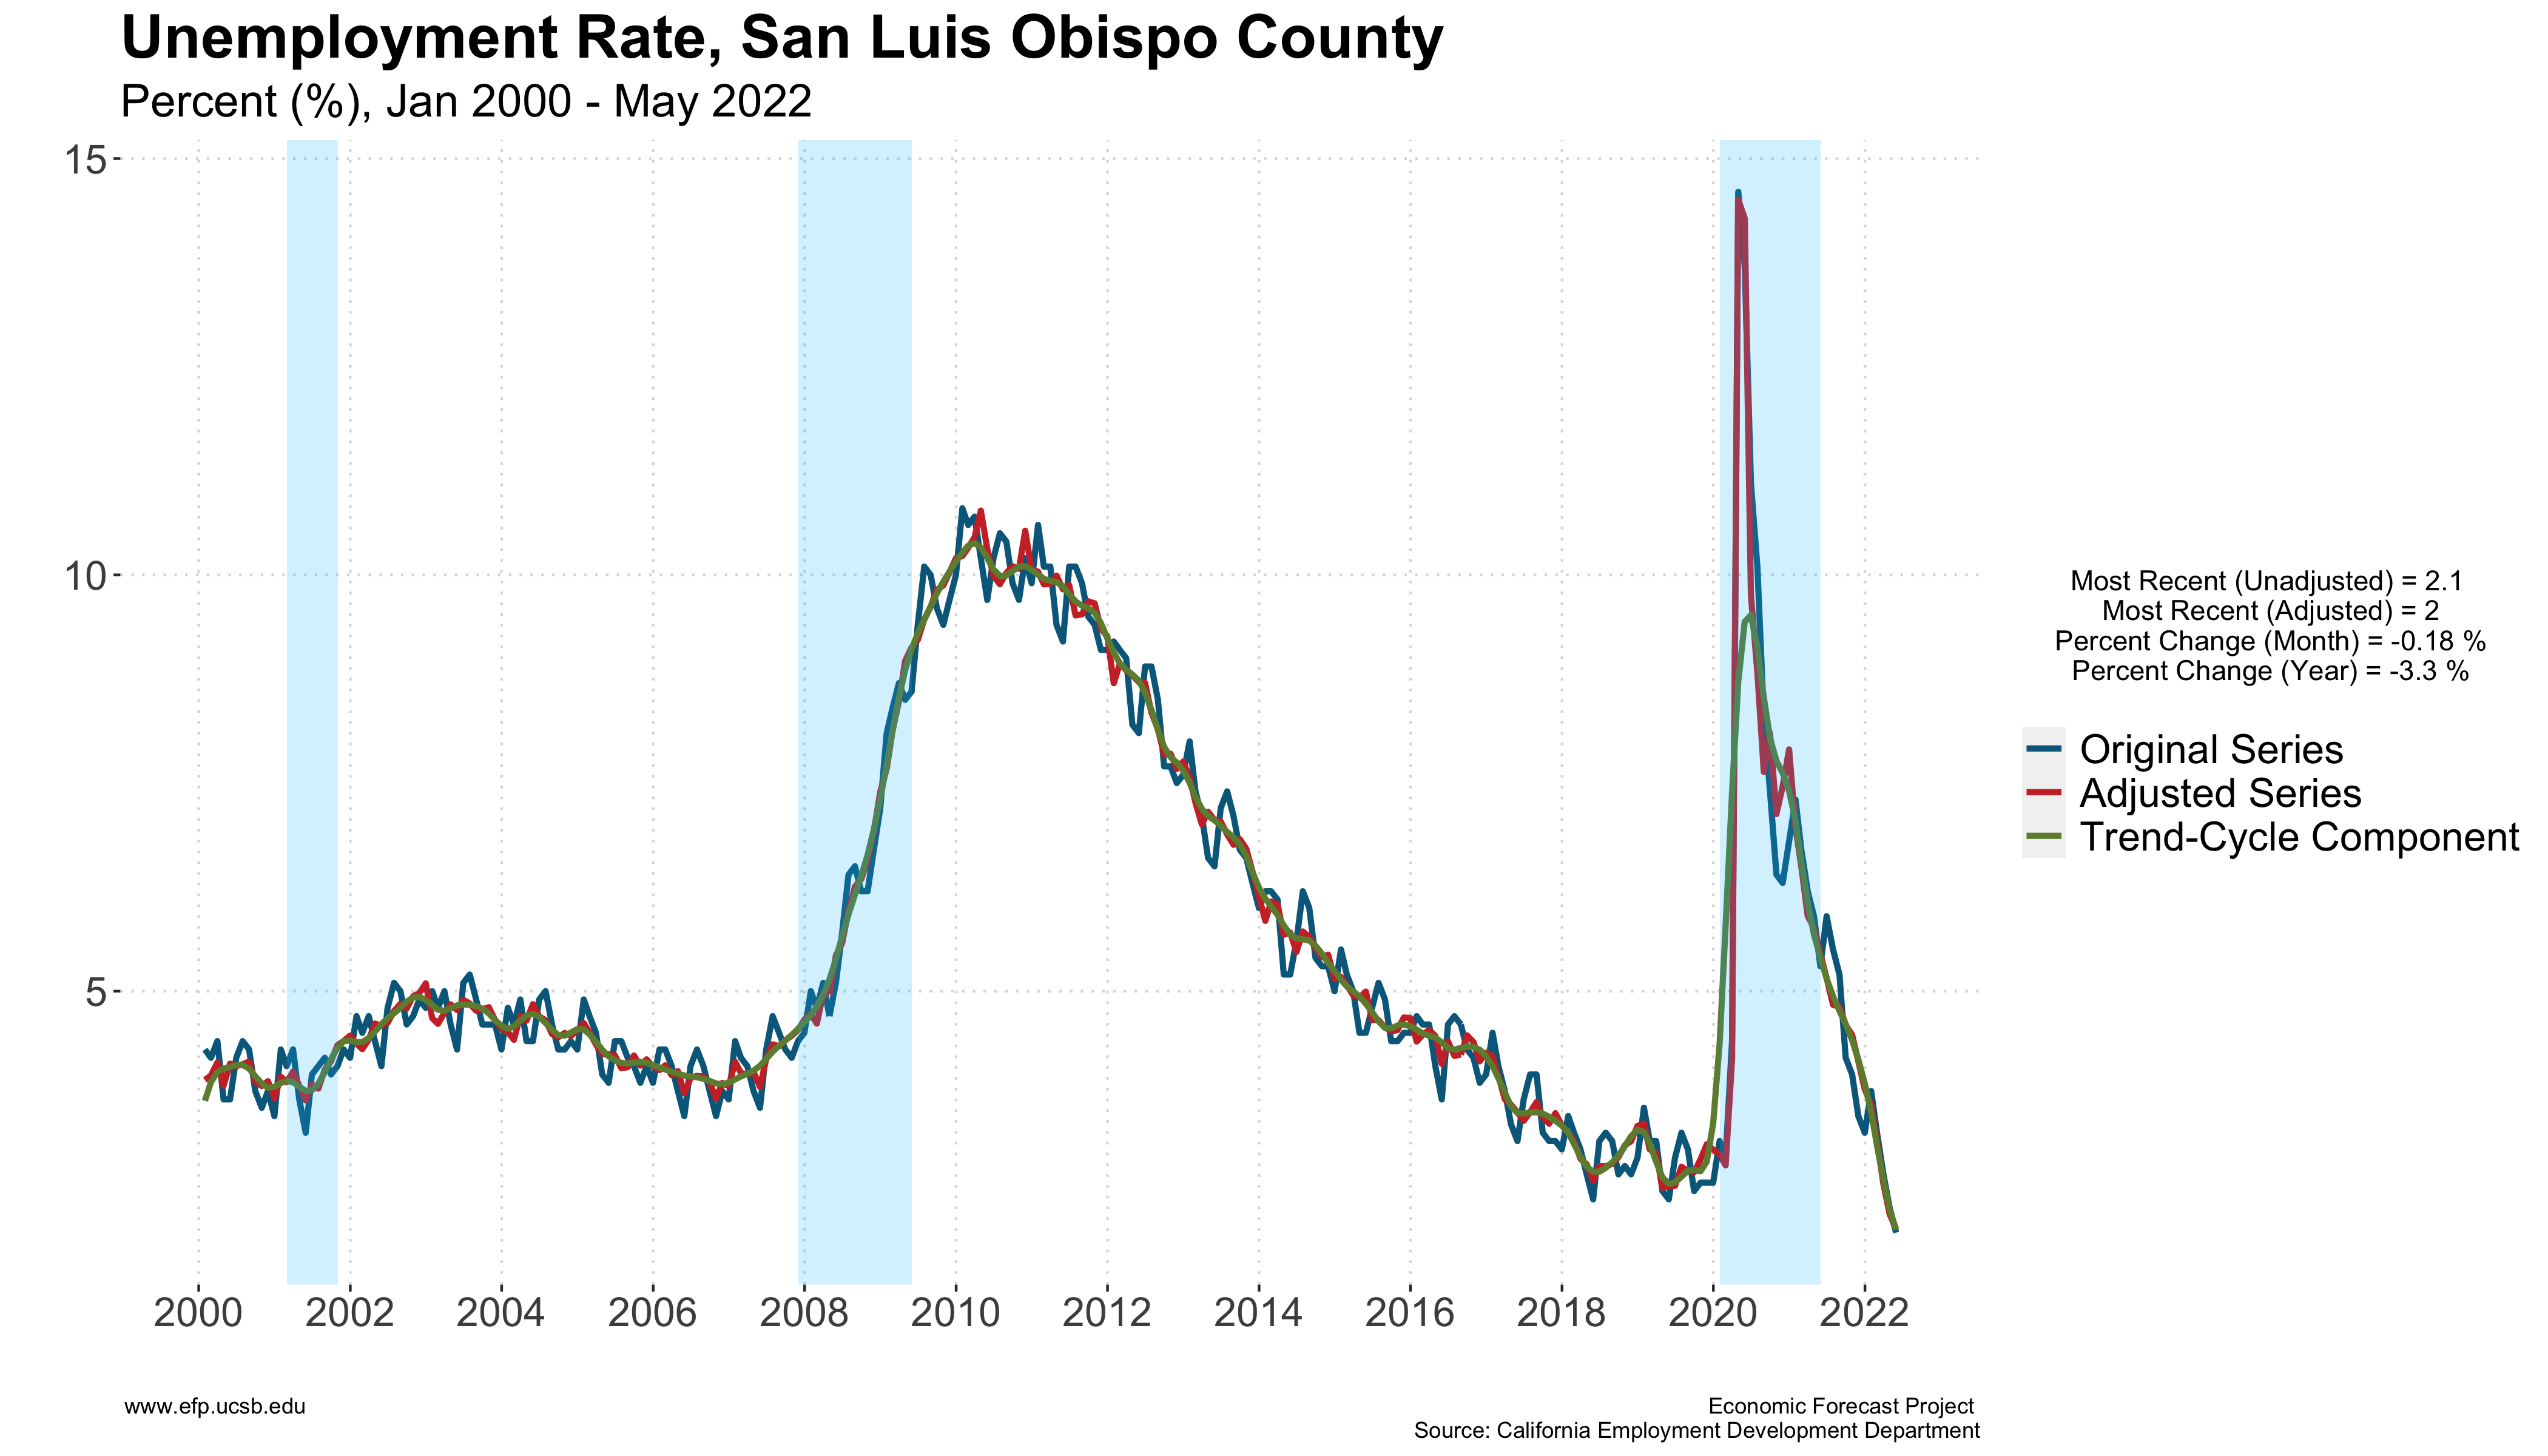 Unemployment Rate, San Luis Obispo County
Percent (%), Jan 2000 - May 2022
15
10
5
2000 2002 2004 2006 2008 2010 2012 2014 2016 2018 2020 2022
Most Recent (Unadjusted) = 2.1
Most Recent (Adjusted) = 2
Percent Change (Month) = -0.18 %
Percent Change (Year) = -3.3 %
Original Series
Adjusted Series
Trend-Cycle Component
www.efp.ucsb.edu
Economic Forecast Project
Source: California Employment Development Department